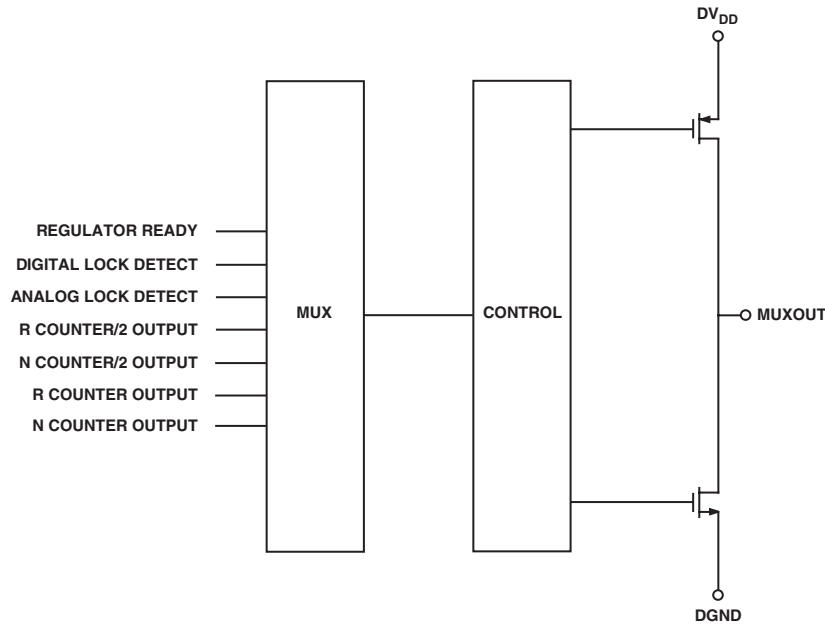 DVDD
REGULATOR READY
DIGITAL LOCK DETECT
ANALOG LOCK DETECT
R COUNTER/2 OUTPUT
N COUNTER/2 OUTPUT
R COUNTER OUTPUT
N COUNTER OUTPUT
MUX
CONTROL
MUXOUT
DGND